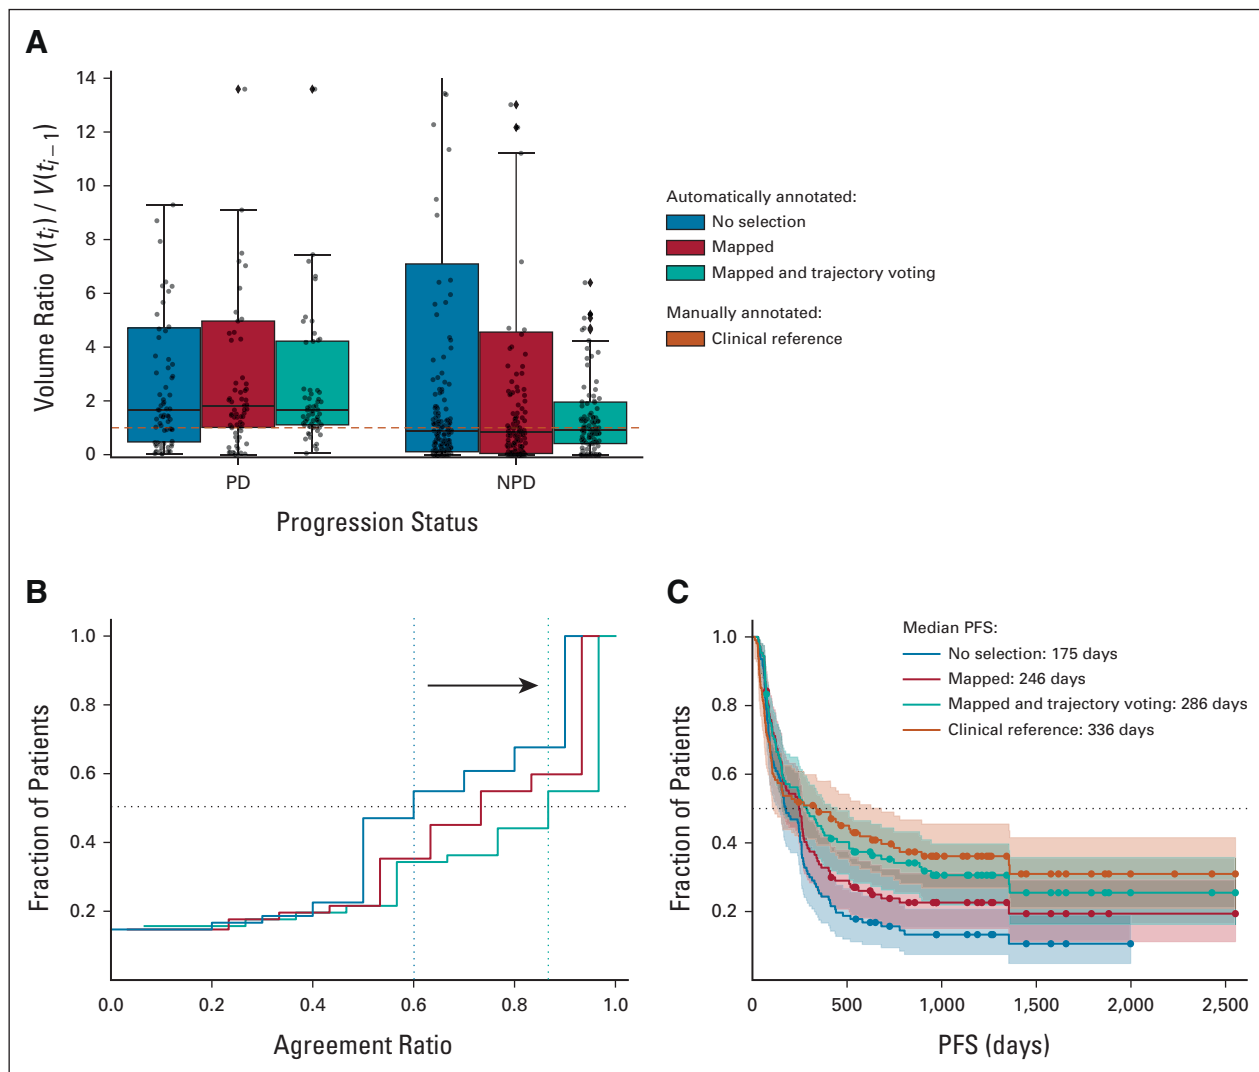 A
14
12
10
8
6
4
2
0
Volume Ratio V(t_i) / V(t_{i−1})
PD
NPD
Progression Status
Automatically annotated:
No selection
Mapped
Mapped and trajectory voting
Manually annotated:
Clinical reference
B
1.0
0.8
0.6
0.4
0.2
Fraction of Patients
0.0
0.2
0.4
0.6
0.8
1.0
Agreement Ratio
C
Median PFS:
No selection: 175 days
Mapped: 246 days
Mapped and trajectory voting: 286 days
Clinical reference: 336 days
1.0
0.8
0.6
0.4
0.2
Fraction of Patients
0
500
1,000
1,500
2,000
2,500
PFS (days)